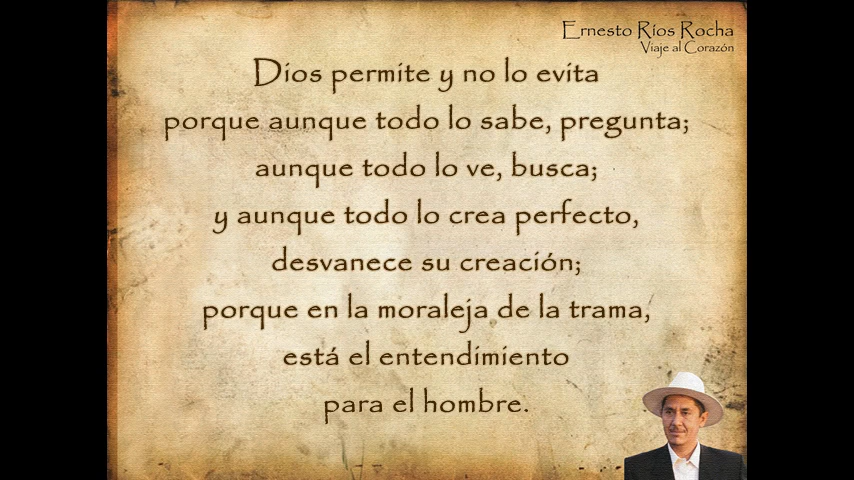 Ernesto Ríos Rocha
Viaje al Corazón
Dios permite y no lo evita
porque aunque todo lo sabe, pregunta;
aunque todo lo ve, busca;
y aunque todo lo crea perfecto,
desvanece su creación;
porque en la moraleja de la trama,
está el entendimiento
para el hombre.